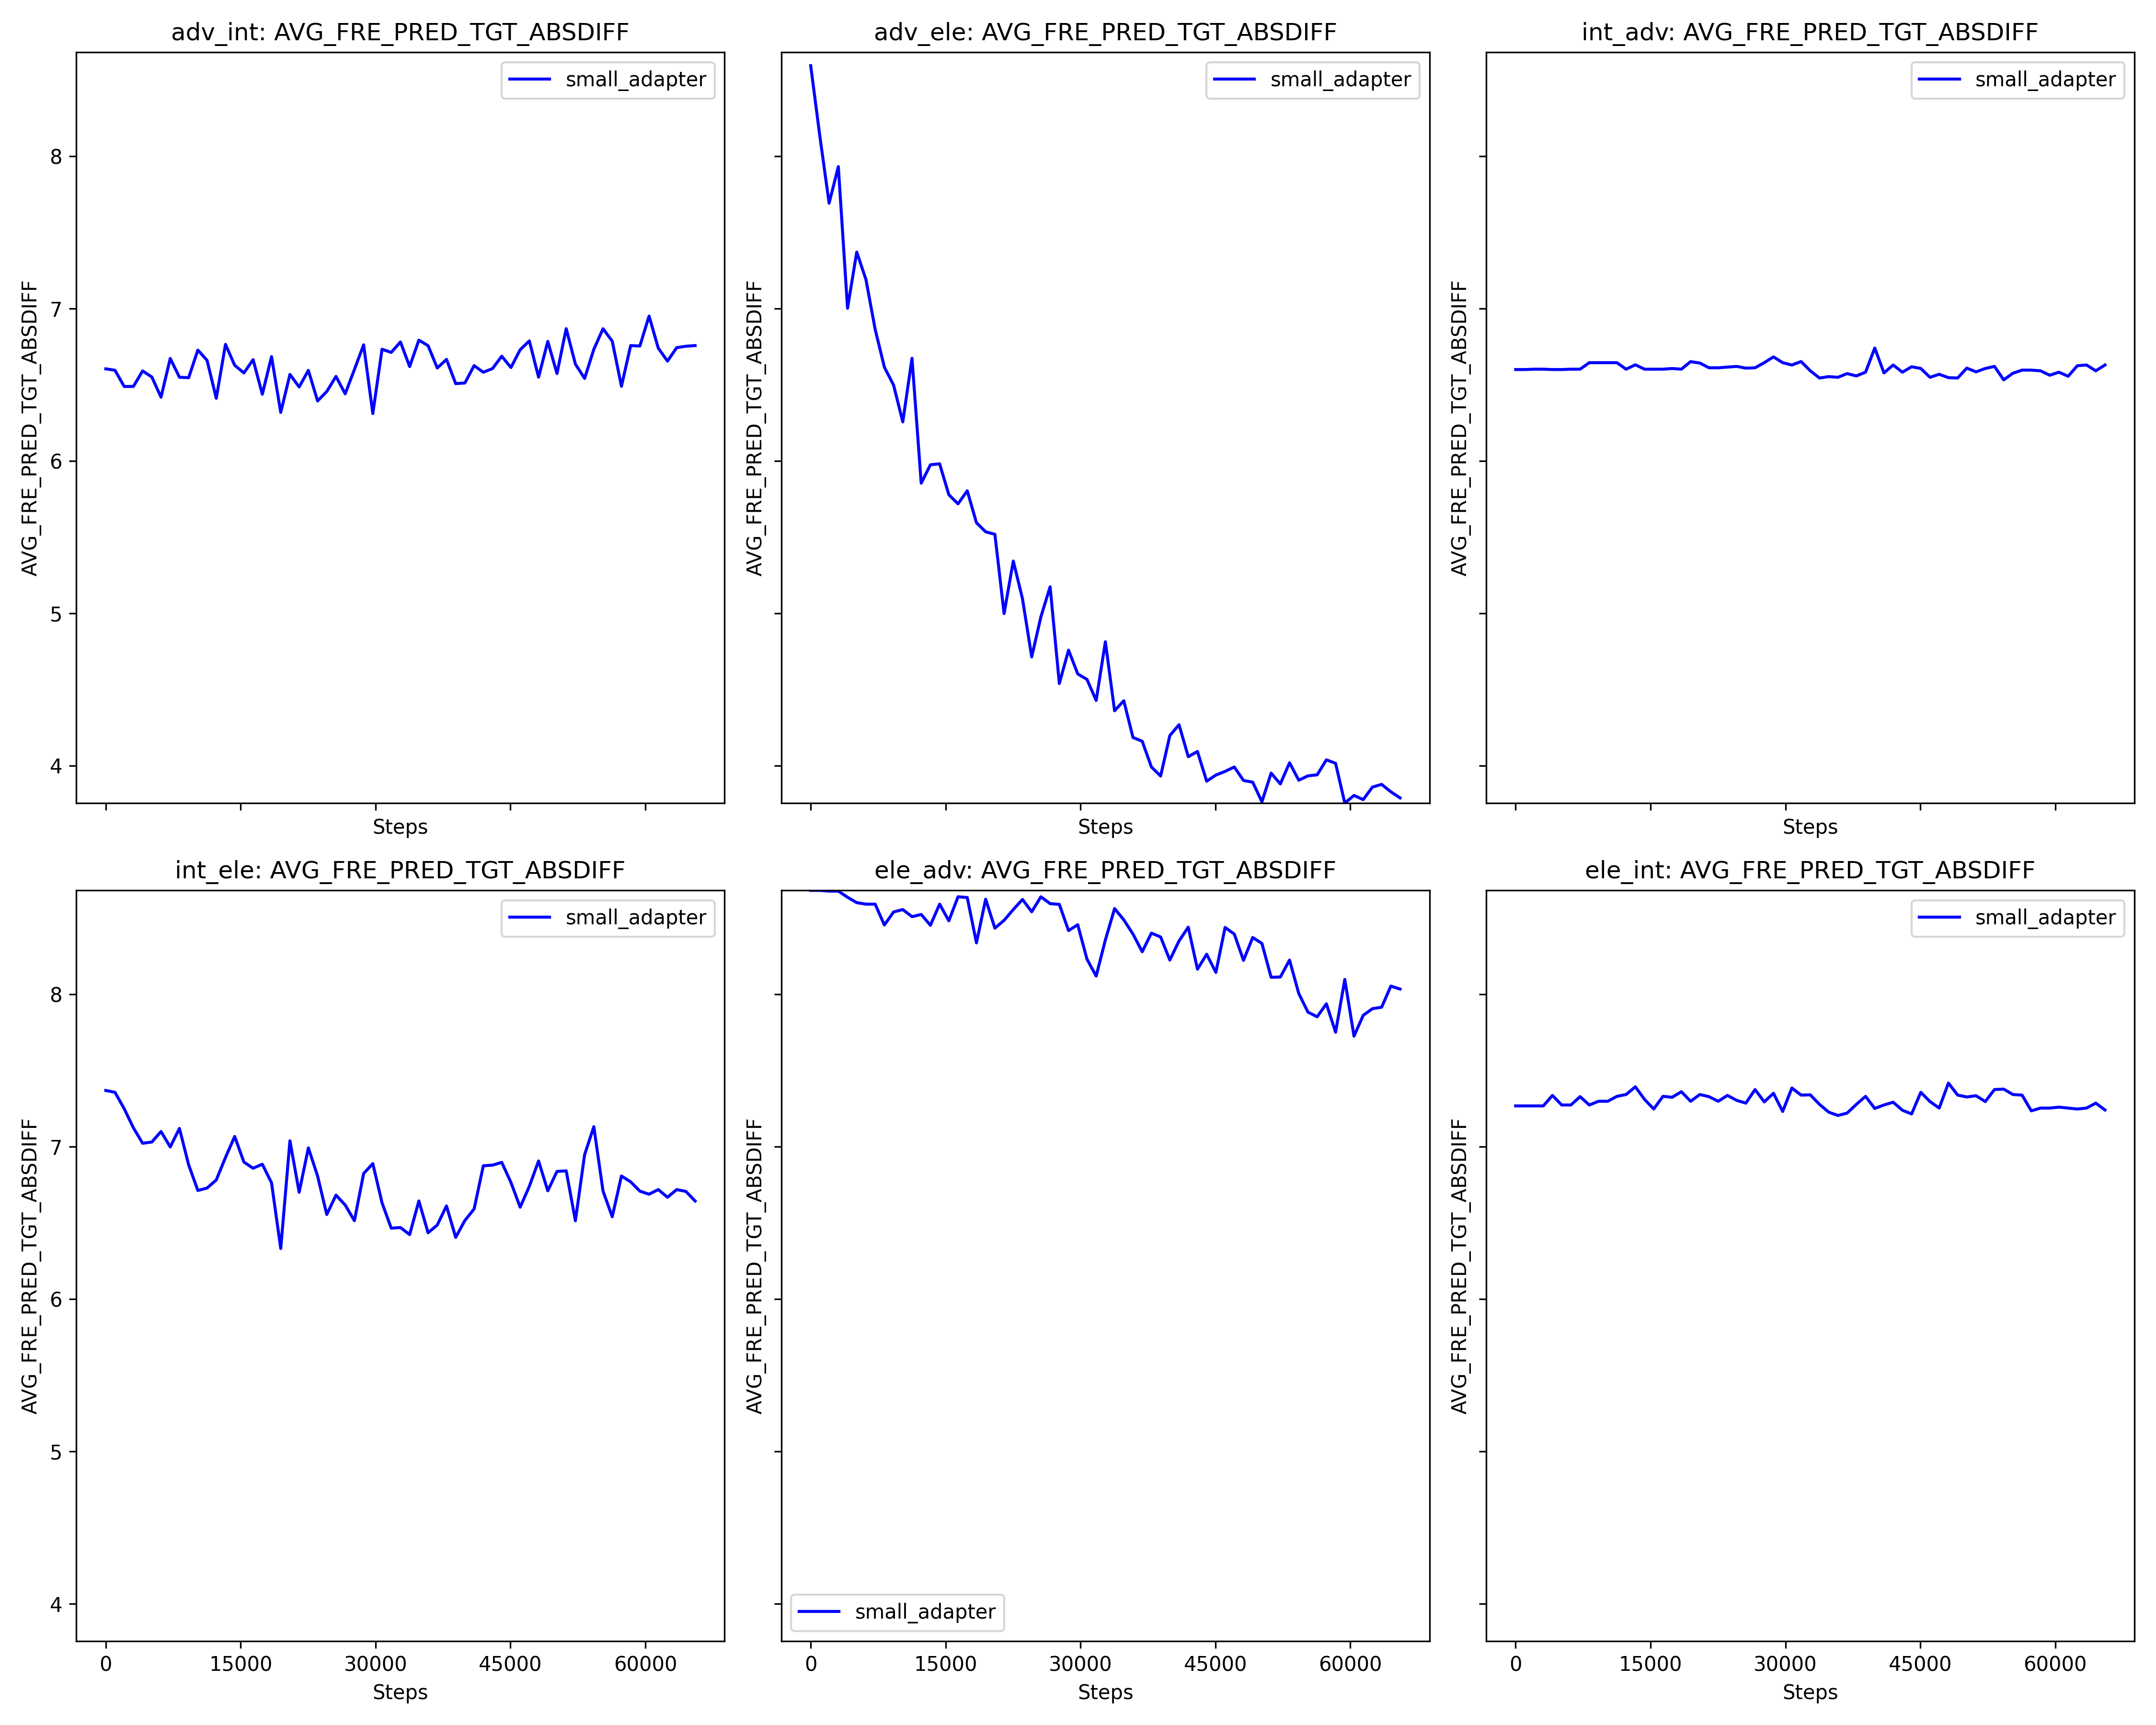 adv_int: AVG_FRE_PRED_TGT_ABSDIFF
small_adapter
AVG_FRE_PRED_TGT_ABSDIFF
8
7
6
5
4
Steps
adv_ele: AVG_FRE_PRED_TGT_ABSDIFF
small_adapter
AVG_FRE_PRED_TGT_ABSDIFF
Steps
int_adv: AVG_FRE_PRED_TGT_ABSDIFF
small_adapter
AVG_FRE_PRED_TGT_ABSDIFF
Steps
int_ele: AVG_FRE_PRED_TGT_ABSDIFF
small_adapter
AVG_FRE_PRED_TGT_ABSDIFF
8
7
6
5
4
0 15000 30000 45000 60000
Steps
ele_adv: AVG_FRE_PRED_TGT_ABSDIFF
AVG_FRE_PRED_TGT_ABSDIFF
small_adapter
0 15000 30000 45000 60000
Steps
ele_int: AVG_FRE_PRED_TGT_ABSDIFF
small_adapter
AVG_FRE_PRED_TGT_ABSDIFF
0 15000 30000 45000 60000
Steps